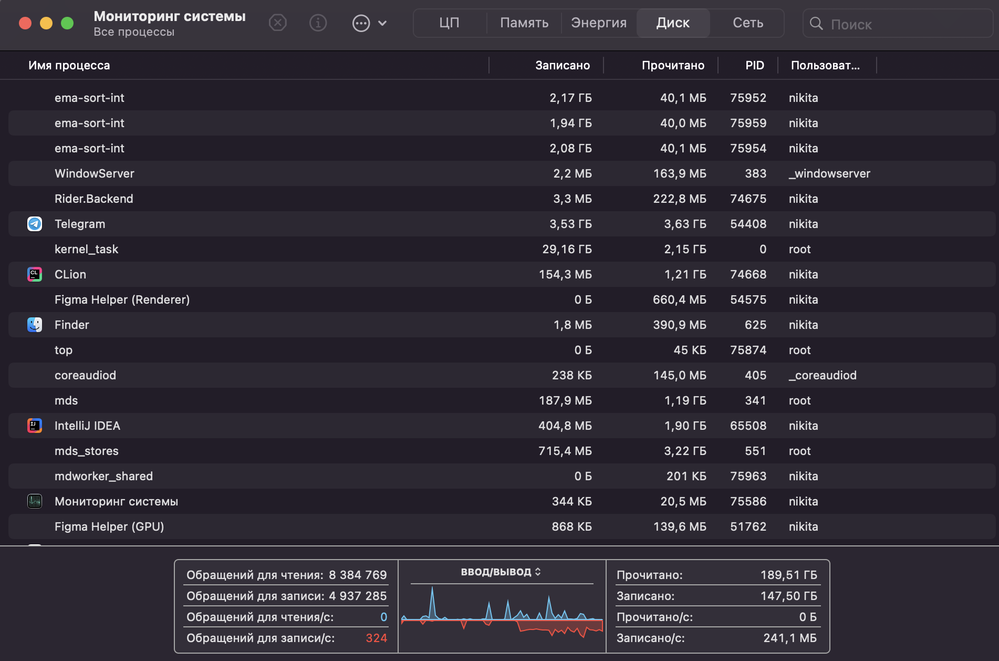 Мониторинг системы
Все процессы
ЦП Память Энергия Диск Сеть Поиск
Имя процесса Записано Прочитано PID Пользоват...
ema-sort-int 2,17 ГБ 40,1 МБ 75952 nikita
ema-sort-int 1,94 ГБ 40,0 МБ 75959 nikita
ema-sort-int 2,08 ГБ 40,1 МБ 75954 nikita
WindowServer 2,2 МБ 163,9 МБ 383 _windowserver
Rider.Backend 3,3 МБ 222,8 МБ 74675 nikita
Telegram 3,53 ГБ 3,63 ГБ 54408 nikita
kernel_task 29,16 ГБ 2,15 ГБ 0 root
CL CLion 154,3 МБ 1,21 ГБ 74668 nikita
Figma Helper (Renderer) 0 Б 660,4 МБ 54575 nikita
Finder 1,8 МБ 390,9 МБ 625 nikita
top 0 Б 45 КБ 75874 root
coreaudiod 238 КБ 145,0 МБ 405 _coreaudiod
mds 187,9 МБ 1,19 ГБ 341 root
IJ IntelliJ IDEA 404,8 МБ 1,90 ГБ 65508 nikita
mds_stores 715,4 МБ 3,22 ГБ 551 root
mdworker_shared 0 Б 201 КБ 75963 nikita
Мониторинг системы 344 КБ 20,5 МБ 75586 nikita
Figma Helper (GPU) 868 КБ 139,6 МБ 51762 nikita
Обращений для чтения: 8 384 769
Обращений для записи: 4 937 285
Обращений для чтения/с: 0
Обращений для записи/с: 324
ВВОД/ВЫВОД
Прочитано: 189,51 ГБ
Записано: 147,50 ГБ
Прочитано/с: 0 Б
Записано/с: 241,1 МБ